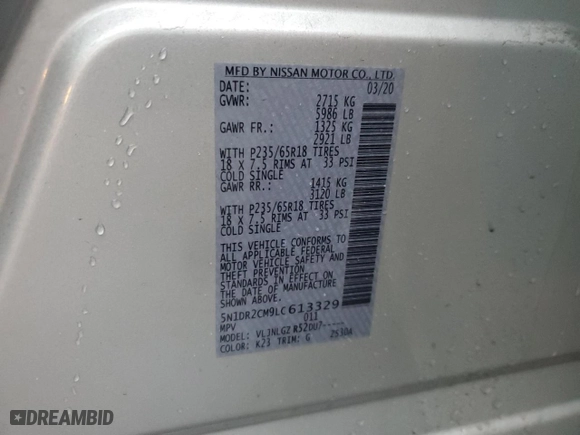 MFD BY NISSAN MOTOR CO., LTD.
DATE: 03/20
GVWR: 2715 KG
5986 LB
GAWR FR.: 1325 KG
2921 LB
WITH P235/65R18 TIRES
18 x 7.5 RIMS AT 33 PSI
COLD SINGLE
GAWR RR.: 1415 KG
3120 LB
WITH P235/65R18 TIRES
18 x 7.5 RIMS AT 33 PSI
COLD SINGLE
THIS VEHICLE CONFORMS TO
ALL APPLICABLE FEDERAL
MOTOR VEHICLE SAFETY AND
THEFT PREVENTION
STANDARDS IN EFFECT ON
THE DATE OF MANUFACTURE
SHOWN ABOVE.
5N1DR2CM9LC613329
MPV 011
MODEL: VLJNLGZ R52DU7-----
COLOR: K23 TRIM: G 2530A
DREAMBID